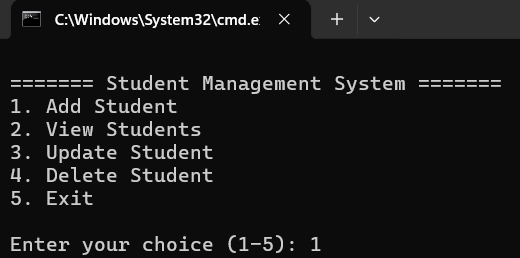 C:\Windows\System32\cmd.e
======= Student Management System =======
1. Add Student
2. View Students
3. Update Student
4. Delete Student
5. Exit
Enter your choice (1-5): 1